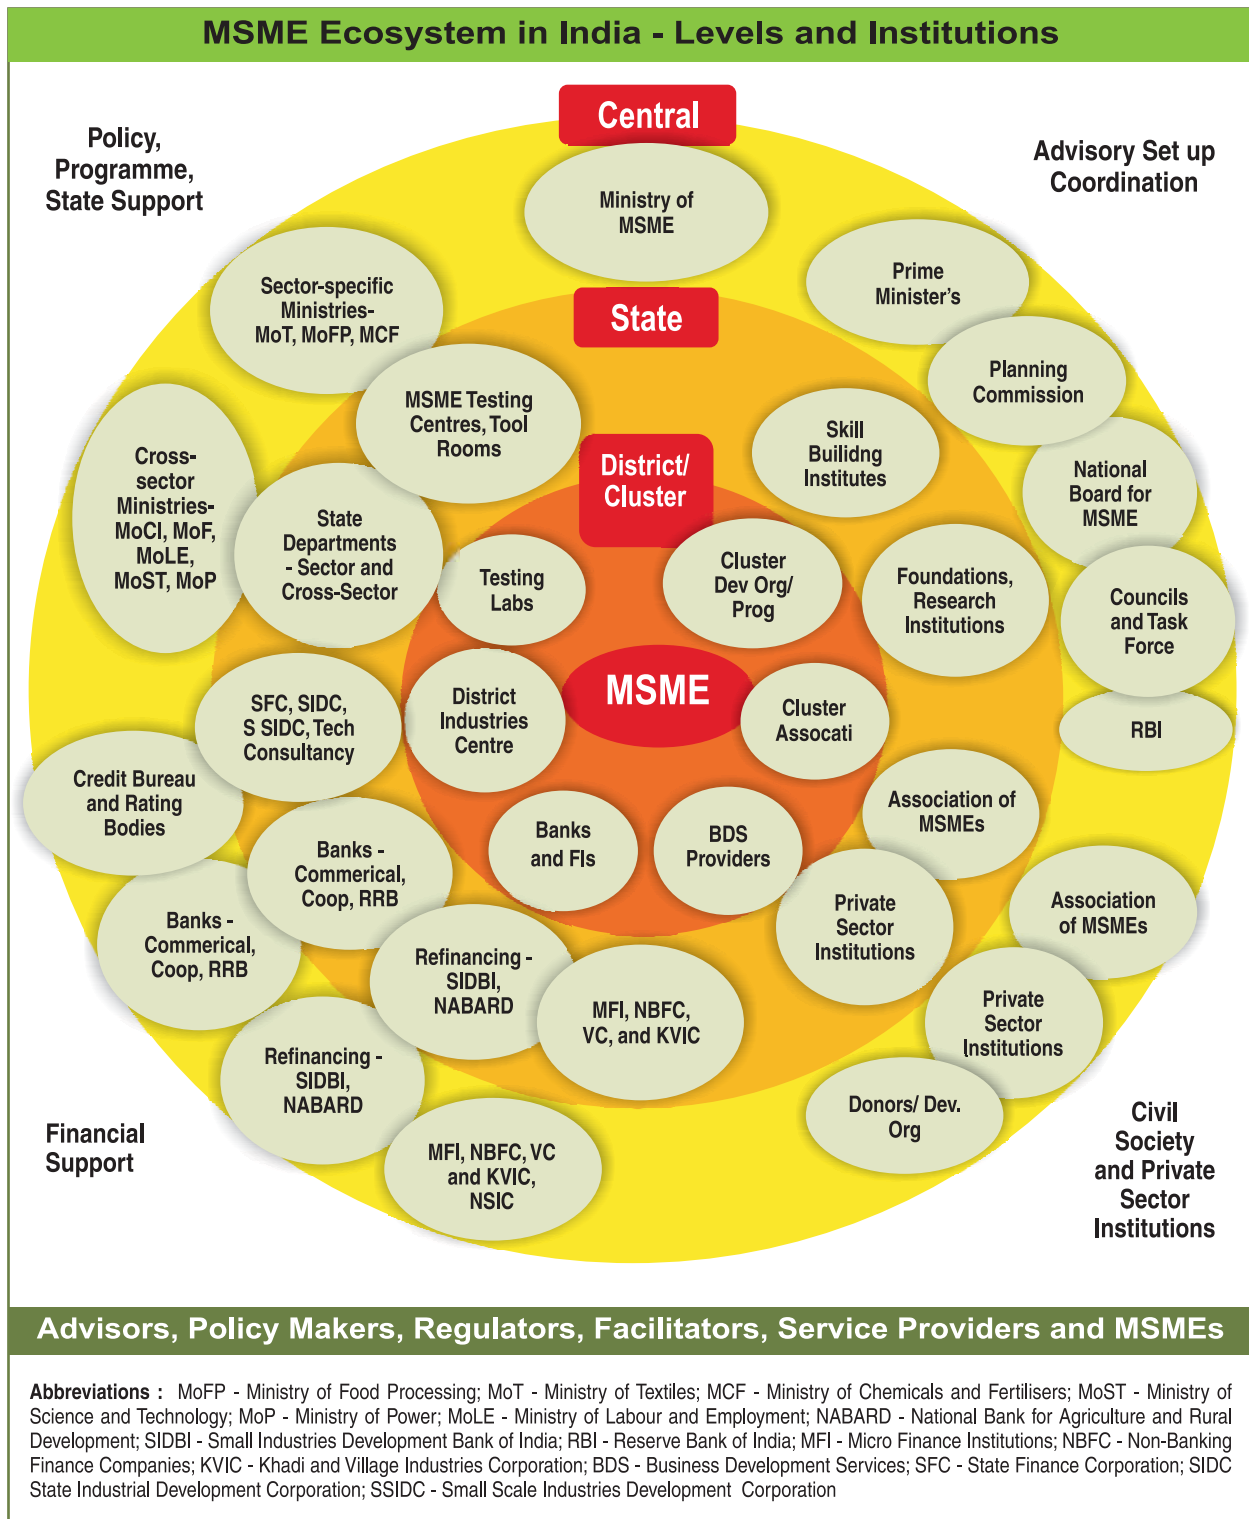 MSME Ecosystem in India - Levels and Institutions
Central
Policy,
Programme,
State Support
Advisory Set up
Coordination
Ministry of
MSME
Sector-specific
Ministries-
MoT, MoFP, MCF
Prime
Minister's
State
Planning
Commission
MSME Testing
Centres, Tool
Rooms
Skill
Builidng
Institutes
Cross-
sector
Ministries-
MoCI, MoF,
MoLE,
MoST, MoP
District/
Cluster
National
Board for
MSME
State
Departments
- Sector and
Cross-Sector
Testing
Labs
Cluster
Dev Org/
Prog
Foundations,
Research
Institutions
Councils
and Task
Force
SFC, SIDC,
S SIDC, Tech
Consultancy
District
Industries
Centre
MSME
Cluster
Assocati
RBI
Credit Bureau
and Rating
Bodies
Banks -
Commerical,
Coop, RRB
Banks
and FIs
BDS
Providers
Association of
MSMEs
Banks -
Commerical,
Coop, RRB
Refinancing -
SIDBI,
NABARD
MFI, NBFC,
VC, and KVIC
Private
Sector
Institutions
Association
of MSMEs
Refinancing -
SIDBI,
NABARD
Private
Sector
Institutions
Financial
Support
MFI, NBFC, VC
and KVIC,
NSIC
Donors/ Dev.
Org
Civil
Society
and Private
Sector
Institutions
Advisors, Policy Makers, Regulators, Facilitators, Service Providers and MSMEs
Abbreviations : MoFP - Ministry of Food Processing; MoT - Ministry of Textiles; MCF - Ministry of Chemicals and Fertilisers; MoST - Ministry of
Science and Technology; MoP - Ministry of Power; MoLE - Ministry of Labour and Employment; NABARD - National Bank for Agriculture and Rural
Development; SIDBI - Small Industries Development Bank of India; RBI - Reserve Bank of India; MFI - Micro Finance Institutions; NBFC - Non-Banking
Finance Companies; KVIC - Khadi and Village Industries Corporation; BDS - Business Development Services; SFC - State Finance Corporation; SIDC
State Industrial Development Corporation; SSIDC - Small Scale Industries Development Corporation